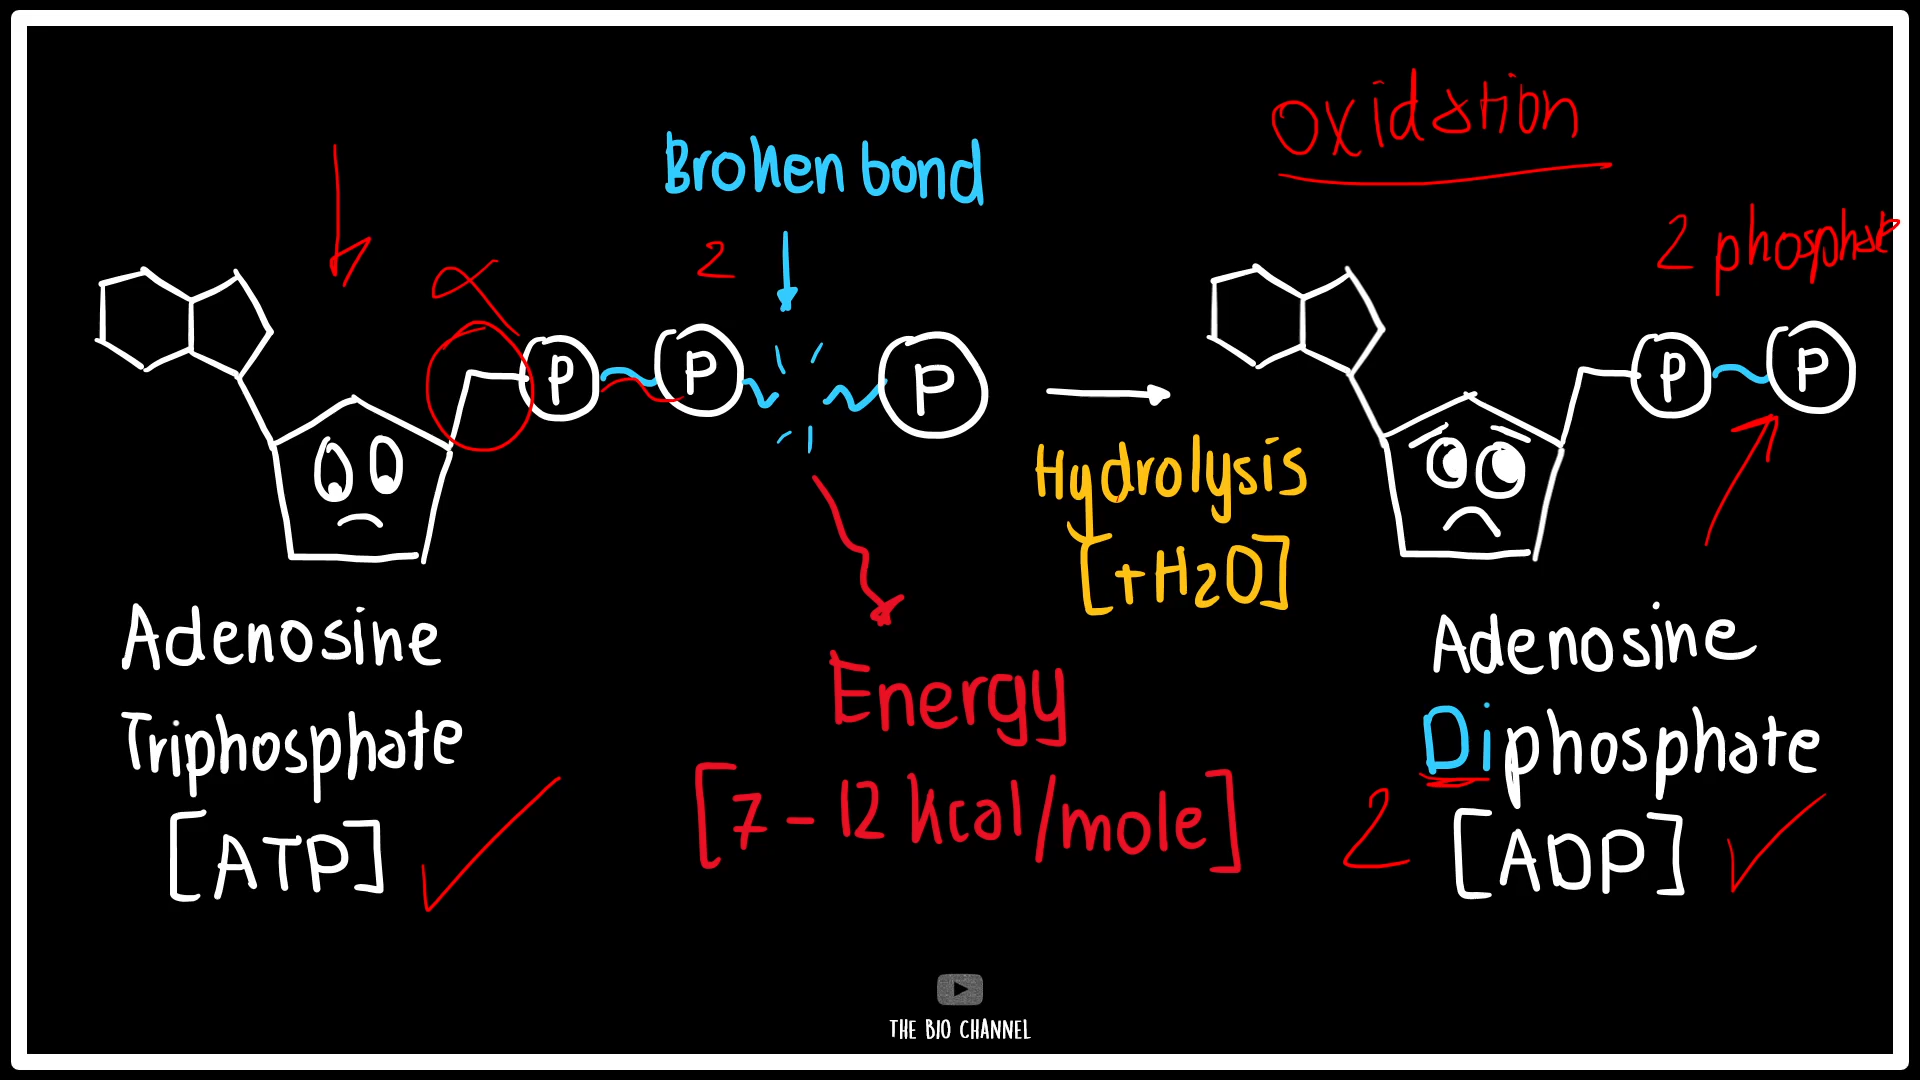 oxidation
Broken bond
2 phosphate
2
α
P P P
P P
Hydrolysis
[+H2O]
Adenosine
Triphosphate
[ATP]
Energy
[7 - 12 kcal/mole]
Adenosine
Diphosphate
2 [ADP]
THE BIO CHANNEL